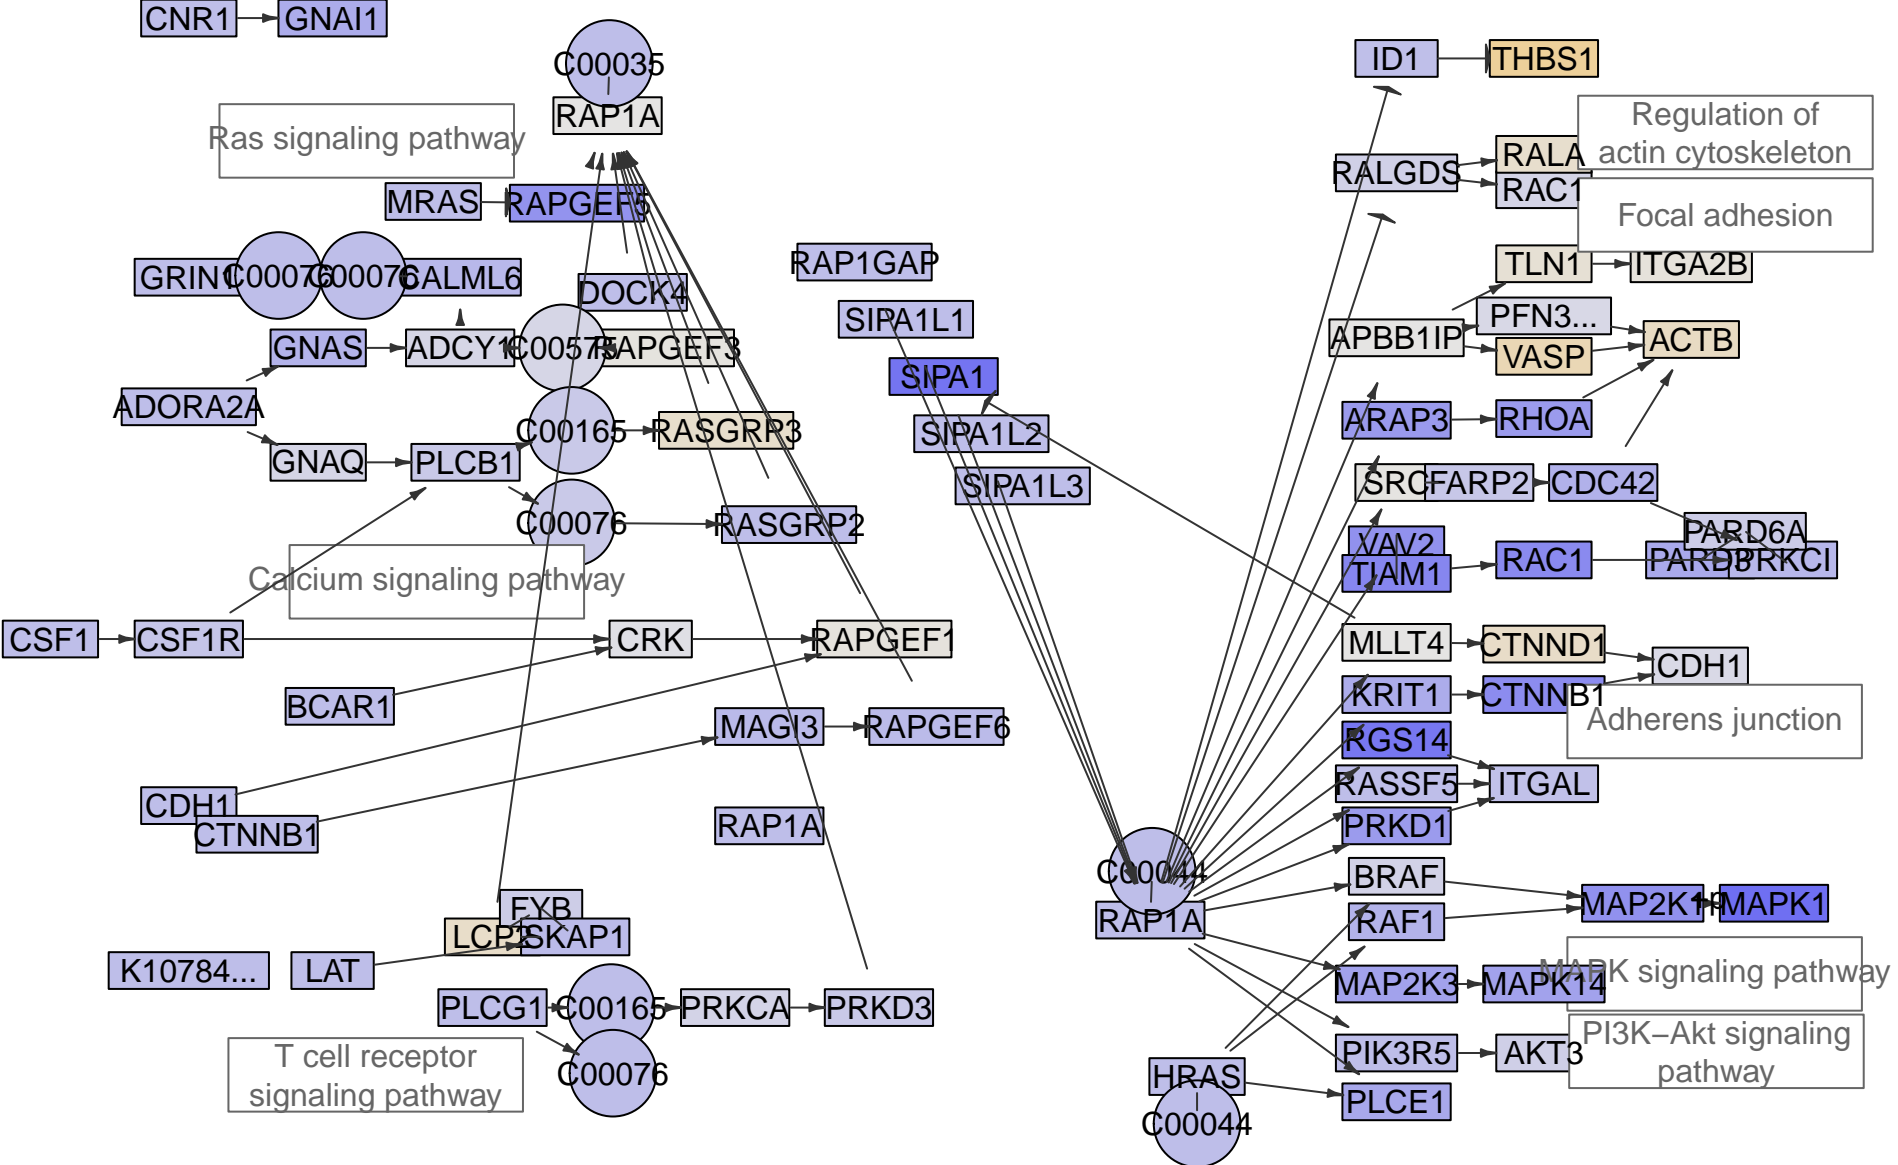 CNR1
GNAI1
C00035
RAP1A
ID1
THBS1
Ras signaling pathway
Regulation of
actin cytoskeleton
RALGDS
RALA
RAC1
Focal adhesion
MRAS
RAPGEF5
GRIN1
C00076
C00076
CALML6
DOCK4
RAP1GAP
SIPA1L1
SIPA1
SIPA1L2
SIPA1L3
TLN1
ITGA2B
APBB1IP
PFN3...
VASP
ACTB
GNAS
ADCY1
C00575
RAPGEF3
ADORA2A
GNAQ
PLCB1
C00165
RASGRP3
C00076
RASGRP2
ARAP3
RHOA
SRC
FARP2
CDC42
VAV2
TIAM1
RAC1
PARD6A
PARD3
PRKCI
Calcium signaling pathway
CSF1
CSF1R
CRK
RAPGEF1
BCAR1
MAGI3
RAPGEF6
MLLT4
CTNND1
CDH1
KRIT1
CTNNB1
Adherens junction
RGS14
RASSF5
PRKD1
ITGAL
CDH1
CTNNB1
RAP1A
C00044
RAP1A
BRAF
RAF1
MAP2K1
+p
MAPK1
FYB
LCP2
SKAP1
K10784...
LAT
MAPK signaling pathway
MAP2K3
MAPK14
PLCG1
C00165
PRKCA
PRKD3
C00076
T cell receptor
signaling pathway
PIK3R5
AKT3
PI3K−Akt signaling
pathway
HRAS
C00044
PLCE1